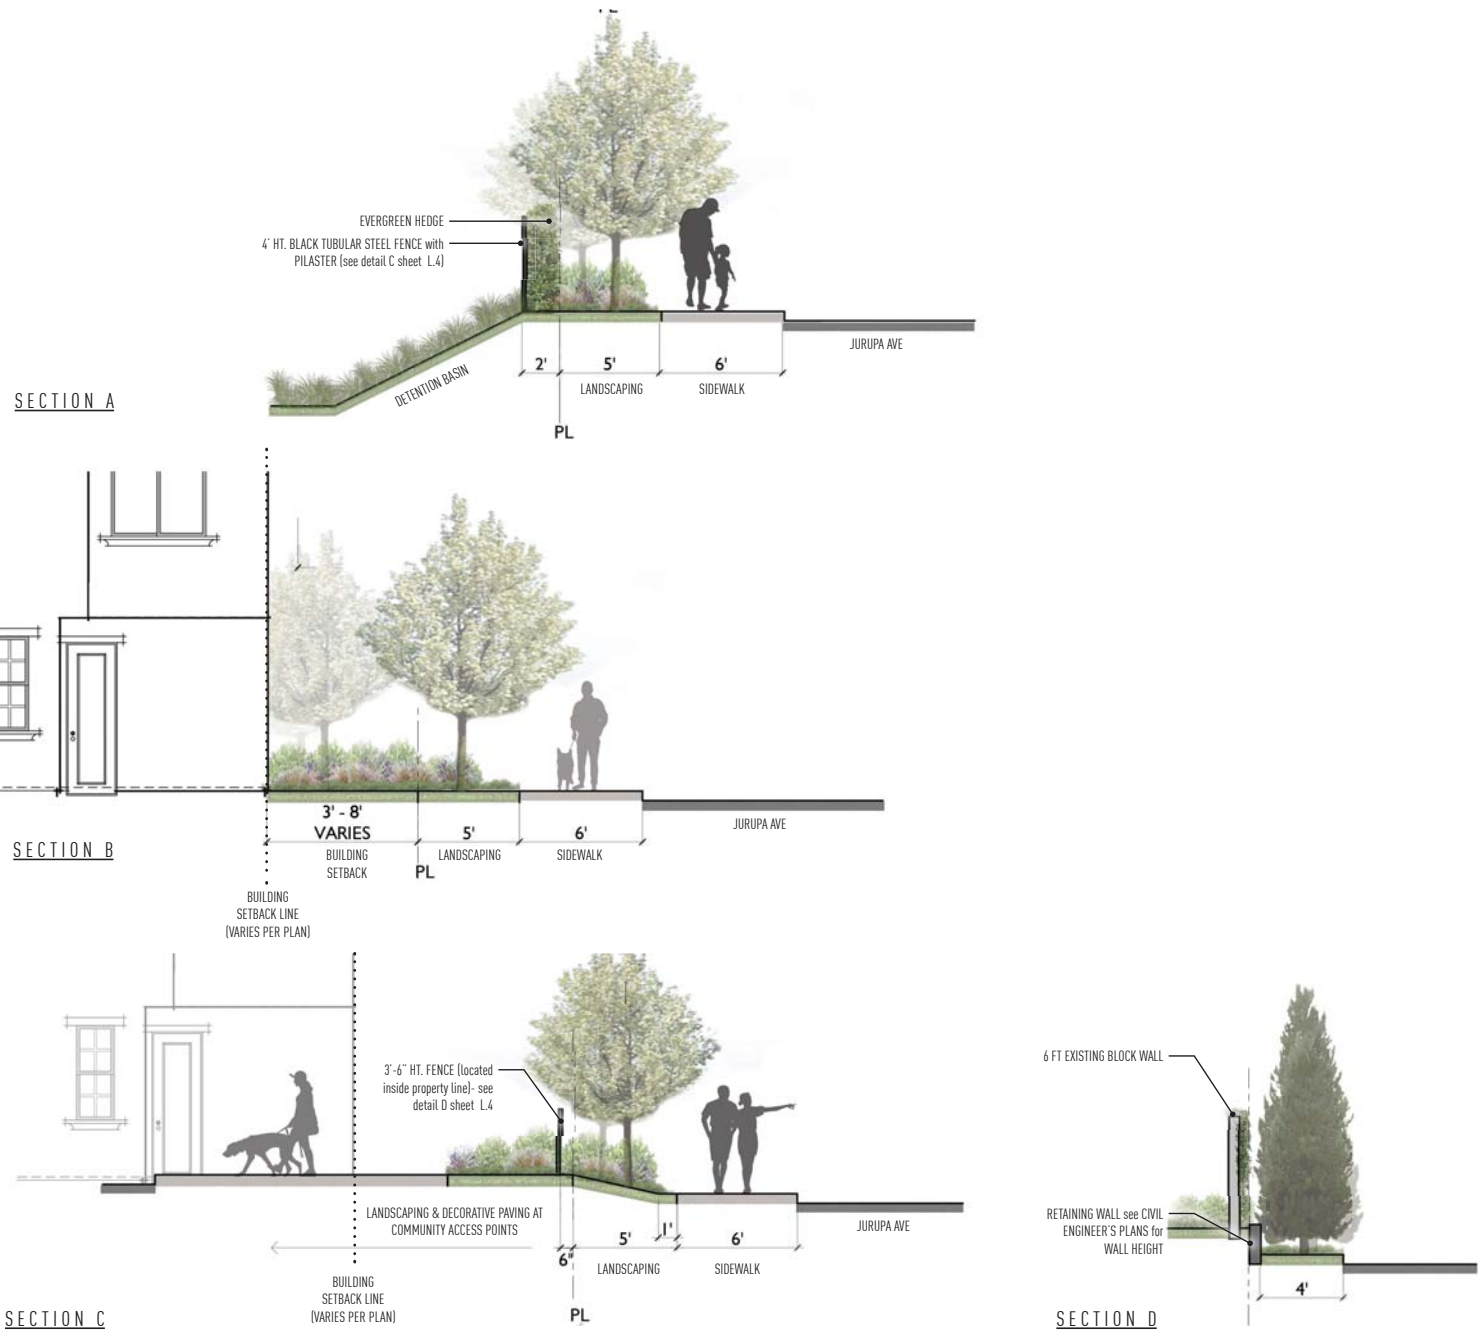 EVERGREEN HEDGE
4' HT. BLACK TUBULAR STEEL FENCE with
PILASTER (see detail C sheet L.4)
JURUPA AVE
2'
5'
6'
LANDSCAPING
SIDEWALK
DETENTION BASIN
SECTION A
PL
3' - 8'
VARIES
5'
6'
JURUPA AVE
SECTION B
BUILDING
SETBACK
LANDSCAPING
SIDEWALK
PL
BUILDING
SETBACK LINE
(VARIES PER PLAN)
3'-6" HT. FENCE (located
inside property line)- see
detail D sheet L.4
LANDSCAPING & DECORATIVE PAVING AT
COMMUNITY ACCESS POINTS
JURUPA AVE
6"
5'
1'
6'
LANDSCAPING
SIDEWALK
BUILDING
SETBACK LINE
(VARIES PER PLAN)
PL
SECTION C
6 FT EXISTING BLOCK WALL
RETAINING WALL see CIVIL
ENGINEER'S PLANS for
WALL HEIGHT
4'
SECTION D